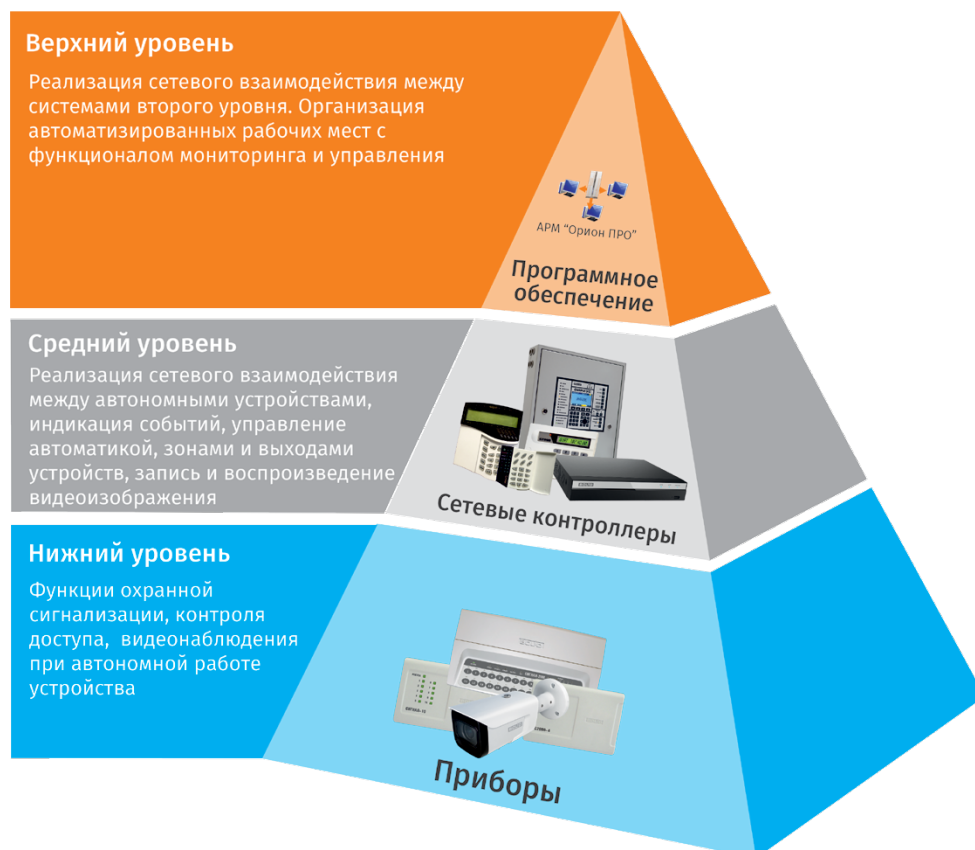 Верхний уровень
Реализация сетевого взаимодействия между
системами второго уровня. Организация
автоматизированных рабочих мест с
функционалом мониторинга и управления
АРМ “Орион ПРО”
Программное
обеспечение
Средний уровень
Реализация сетевого взаимодействия
между автономными устройствами,
индикация событий, управление
автоматикой, зонами и выходами
устройств, запись и воспроизведение
видеоизображения
Сетевые контроллеры
Нижний уровень
Функции охранной
сигнализации, контроля
доступа, видеонаблюдения
при автономной работе
устройства
Приборы